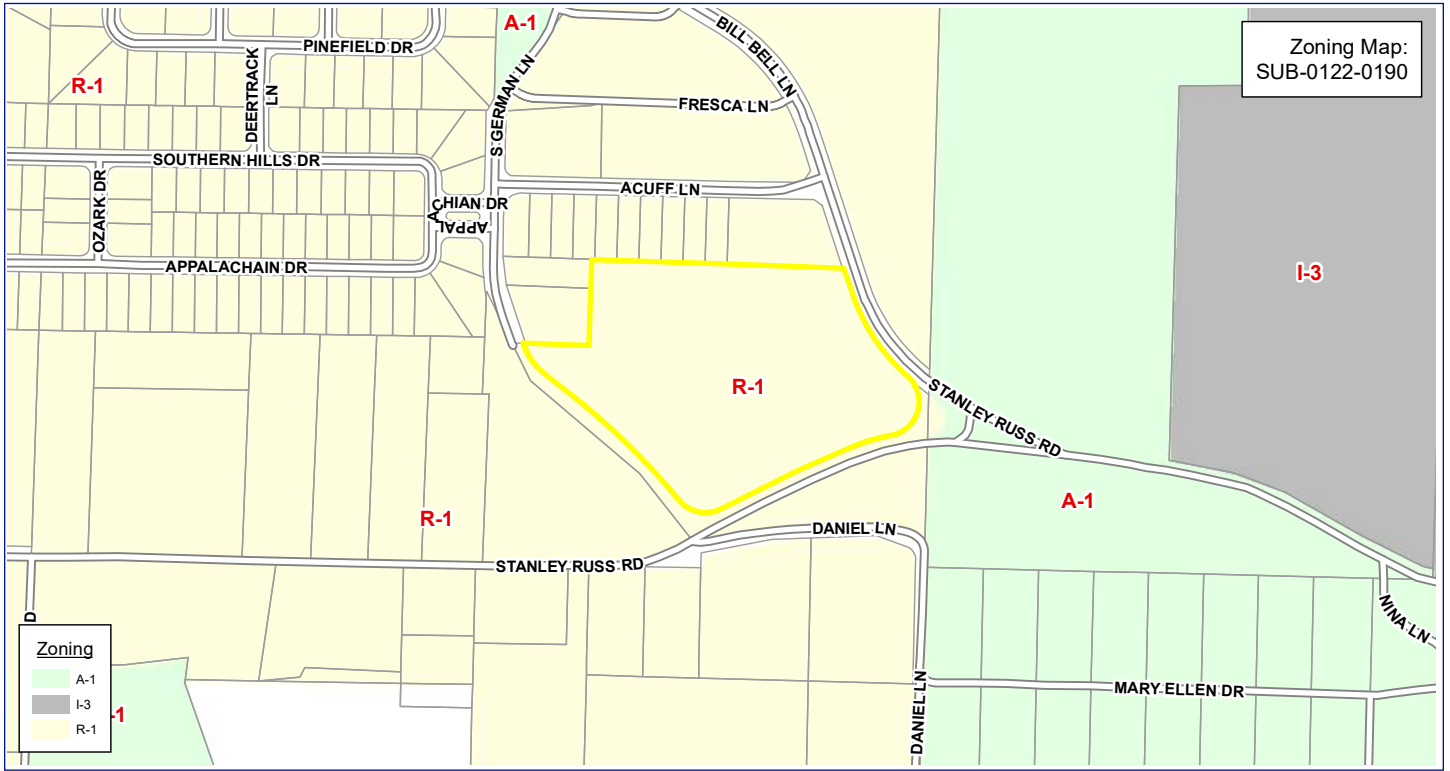 A-1
Zoning Map:
SUB-0122-0190
PINEFIELD DR
BILL BELL LN
R-1
DEERTRACK
LN
S GERMAN LN
FRESCA LN
SOUTHERN HILLS DR
OZARK DR
ACUFF LN
APPAL
ACHIAN DR
APPALACHAIN DR
I-3
R-1
STANLEY RUSS RD
A-1
R-1
DANIEL LN
STANLEY RUSS RD
NINA LN
D
MARY ELLEN DR
DANIEL LN
Zoning
A-1
I-3
R-1
-1